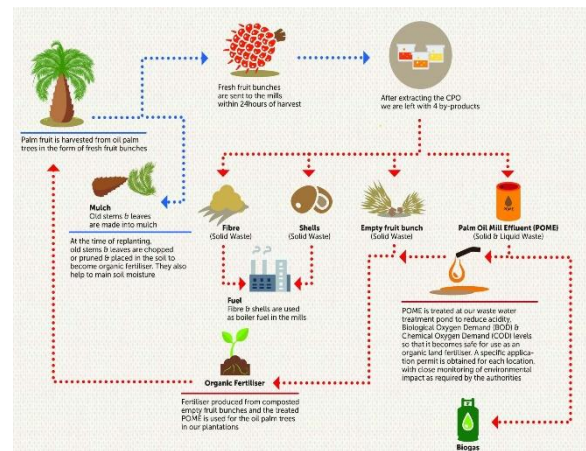 Palm fruit is harvested from oil palm
trees in the form of fresh fruit bunches
Fresh fruit bunches
are sent to the mills
within 24hours of harvest
After extracting the CPO
we are left with 4 by-products
Mulch
Old stems & leaves
are made into mulch
At the time of replanting,
old stems & leaves are chopped
or pruned & placed in the soil to
become organic fertiliser. They also
help to main soil moisture
Fibre
(Solid Waste)
Shells
(Solid Waste)
Empty fruit bunch
(Solid Waste)
Palm Oil Mill Effluent (POME)
(Solid & Liquid Waste)
Fuel
Fibre & shells are used
as boiler fuel in the mills
POME is treated at our waste water
treatment pond to reduce acidity,
Biological Oxygen Demand (BOD) &
Chemical Oxygen Demand (COD) levels
so that it becomes safe for use as an
organic land fertiliser. A specific applica-
tion permit is obtained for each location,
with close monitoring of environmental
impact as required by the authorities
Organic Fertiliser
Fertiliser produced from composted
empty fruit bunches and the treated
POME is used for the oil palm trees
in our plantations
Biogas